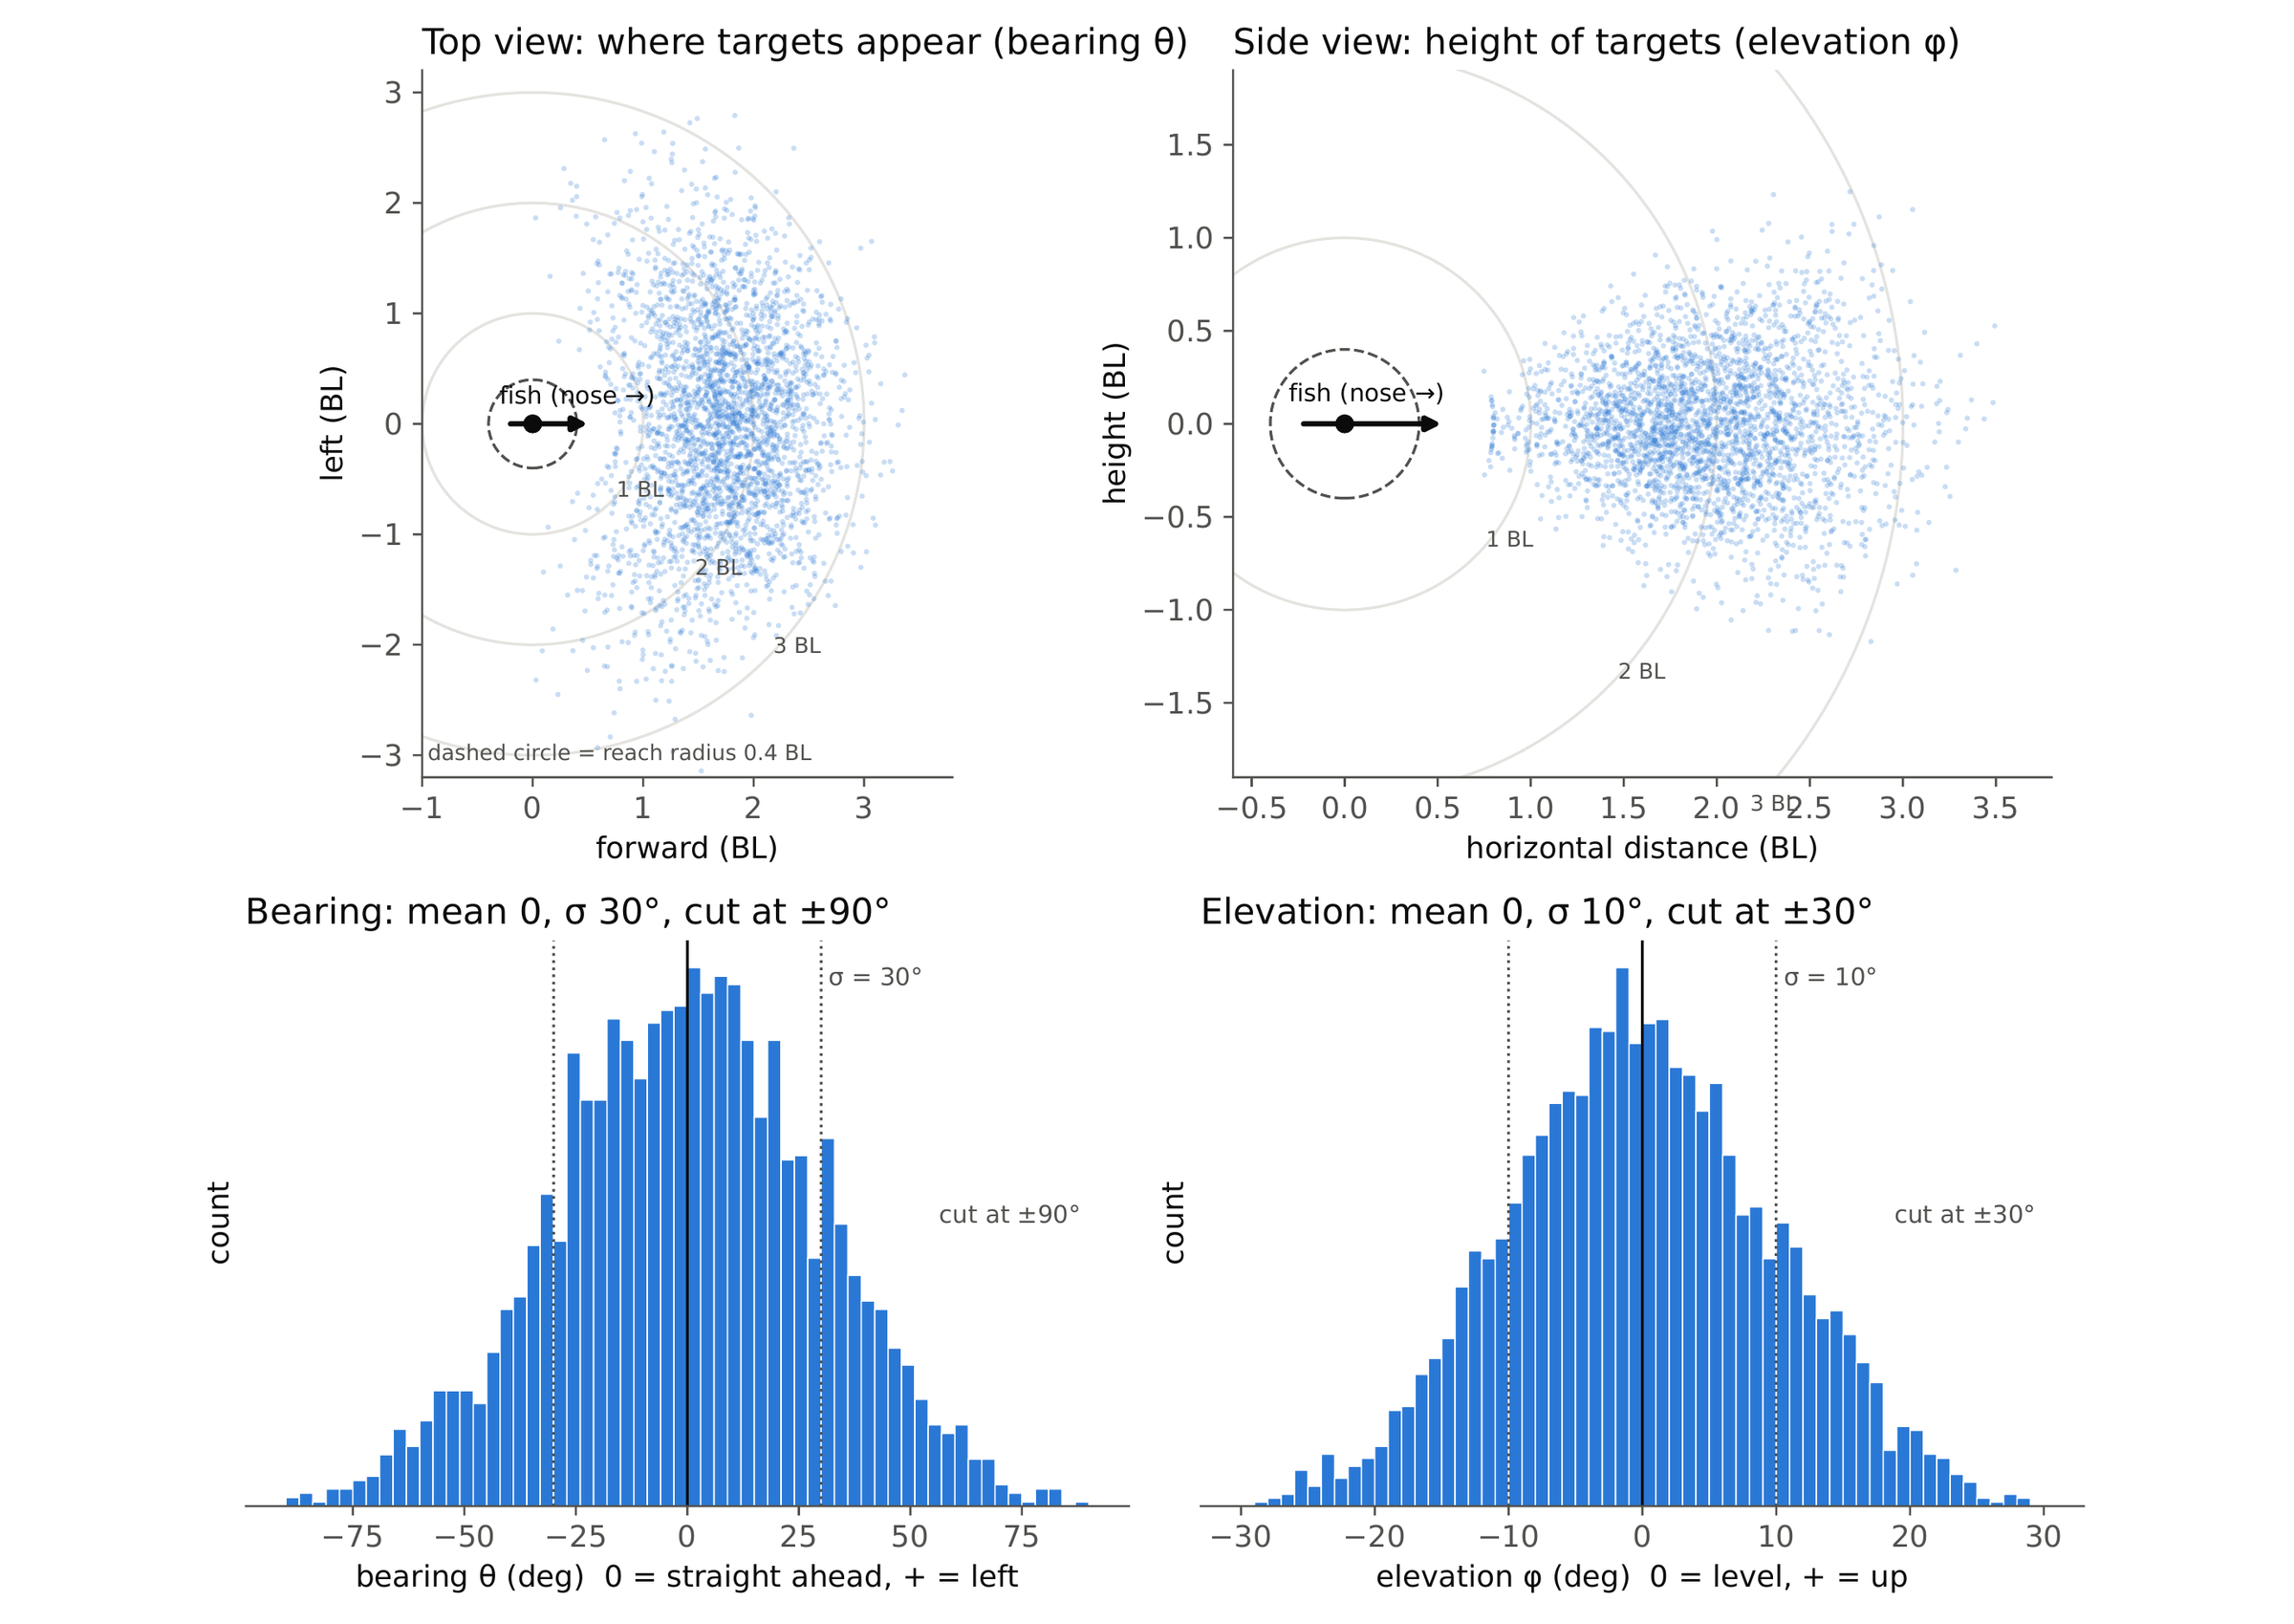 Top view: where targets appear (bearing θ)
3
2
1
0
−1
−2
−3
left (BL)
fish (nose →)
1 BL
2 BL
3 BL
dashed circle = reach radius 0.4 BL
−1 0 1 2 3
forward (BL)
Side view: height of targets (elevation φ)
1.5
1.0
0.5
0.0
−0.5
−1.0
−1.5
height (BL)
fish (nose →)
1 BL
2 BL
3 BL
−0.5 0.0 0.5 1.0 1.5 2.0 2.5 3.0 3.5
horizontal distance (BL)
Bearing: mean 0, σ 30°, cut at ±90°
σ = 30°
cut at ±90°
count
−75 −50 −25 0 25 50 75
bearing θ (deg)  0 = straight ahead, + = left
Elevation: mean 0, σ 10°, cut at ±30°
σ = 10°
cut at ±30°
count
−30 −20 −10 0 10 20 30
elevation φ (deg)  0 = level, + = up